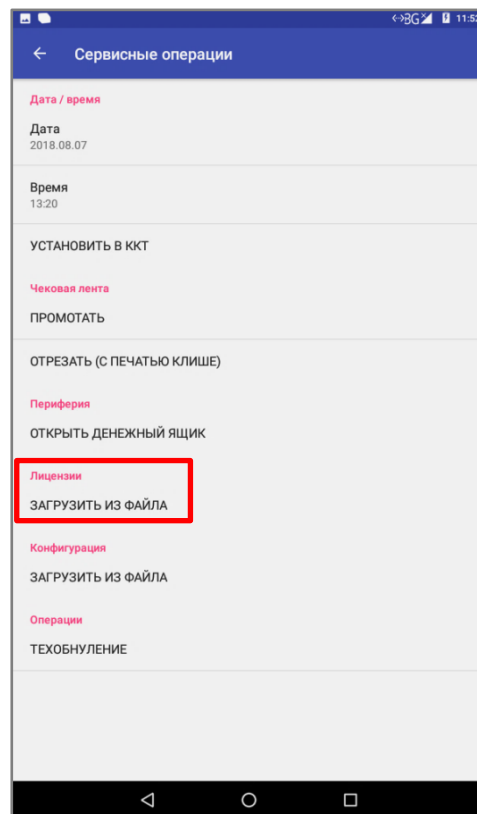 3G 11:52
Сервисные операции
Дата / время
Дата
2018.08.07
Время
13:20
УСТАНОВИТЬ В ККТ
Чековая лента
ПРОМОТАТЬ
ОТРЕЗАТЬ (С ПЕЧАТЬЮ КЛИШЕ)
Периферия
ОТКРЫТЬ ДЕНЕЖНЫЙ ЯЩИК
Лицензии
ЗАГРУЗИТЬ ИЗ ФАЙЛА
Конфигурация
ЗАГРУЗИТЬ ИЗ ФАЙЛА
Операции
ТЕХОБНУЛЕНИЕ